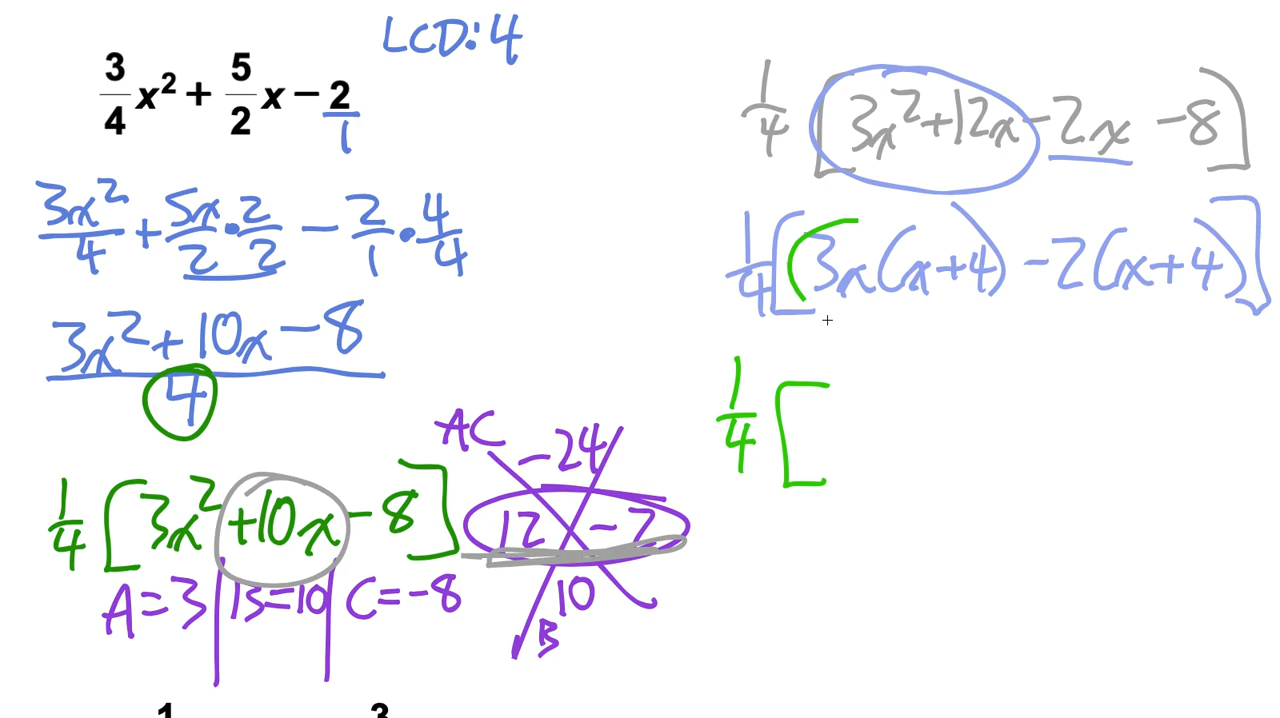 LCD: 4
3/4 x² + 5/2 x − 2/1
3x²/4 + 5x/2 · 2/2 − 2/1 · 4/4
(3x² + 10x − 8)/4
1/4 [3x² + 10x − 8]
A = 3 B = 10 C = −8
AC
−24
12 −2
10
B
1/4 [3x² + 12x − 2x − 8]
1/4 [(3x(x + 4) − 2(x + 4)]
1/4 [
1 3